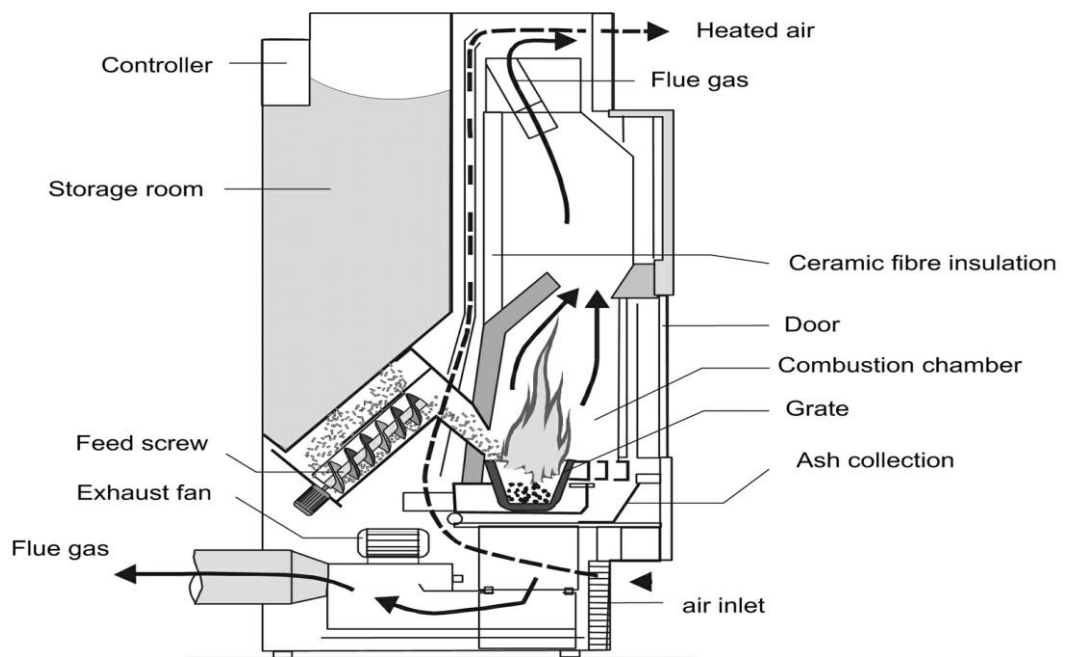 Controller
Storage room
Feed screw
Exhaust fan
Flue gas
Heated air
Flue gas
Ceramic fibre insulation
Door
Combustion chamber
Grate
Ash collection
air inlet